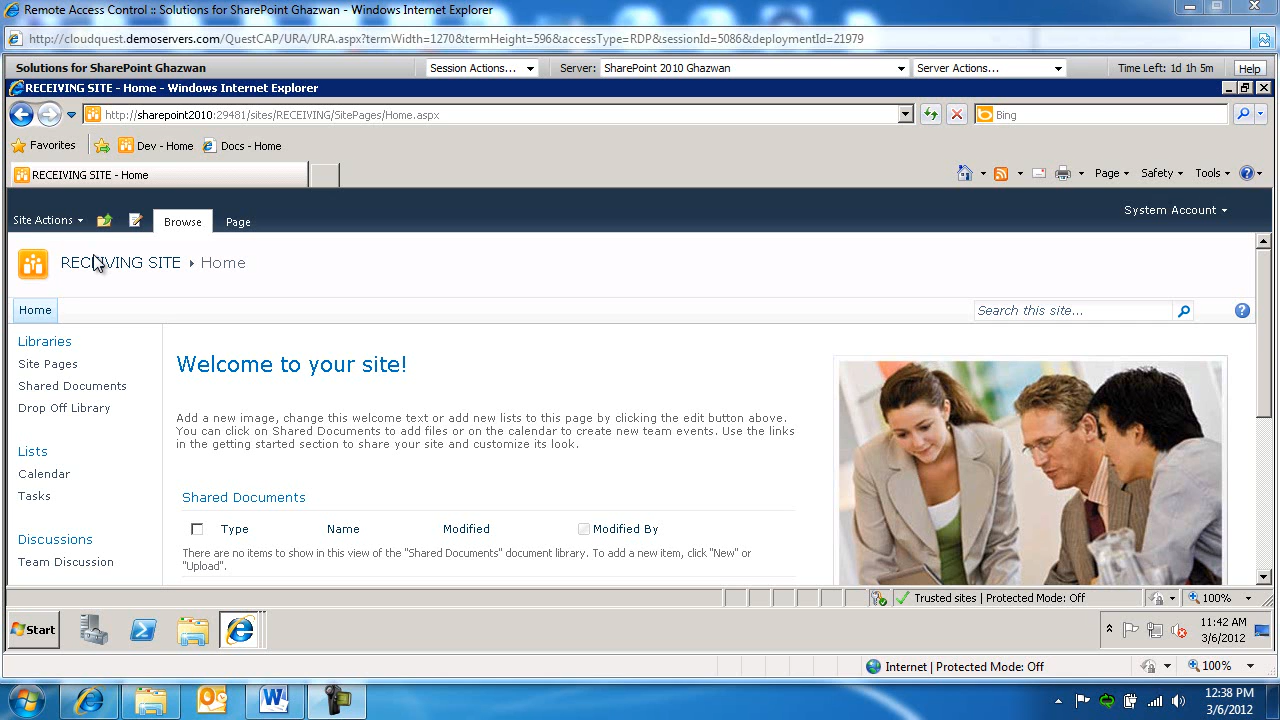 Remote Access Control :: Solutions for SharePoint Ghazwan - Windows Internet Explorer
http://cloudquest.demoservers.com/QuestCAP/URA/URA.aspx?termWidth=1270&termHeight=596&accessType=RDP&sessionId=5086&deploymentId=21979
Solutions for SharePoint Ghazwan Session Actions... Server: SharePoint 2010 Ghazwan Server Actions... Time Left: 1d 1h 5m Help
RECEIVING SITE - Home - Windows Internet Explorer
http://sharepoint2010:29481/sites/RECEIVING/SitePages/Home.aspx Bing
Favorites Dev - Home Docs - Home
RECEIVING SITE - Home Page Safety Tools
Site Actions Browse Page System Account
RECEIVING SITE Home
Home Search this site...
Libraries
Site Pages
Shared Documents
Drop Off Library
Lists
Calendar
Tasks
Discussions
Team Discussion
Welcome to your site!
Add a new image, change this welcome text or add new lists to this page by clicking the edit button above.
You can click on Shared Documents to add files or on the calendar to create new team events. Use the links
in the getting started section to share your site and customize its look.
Shared Documents
Type Name Modified Modified By
There are no items to show in this view of the "Shared Documents" document library. To add a new item, click "New" or
"Upload".
Trusted sites | Protected Mode: Off 100%
Start 11:42 AM
3/6/2012
Internet | Protected Mode: Off 100%
12:38 PM
3/6/2012